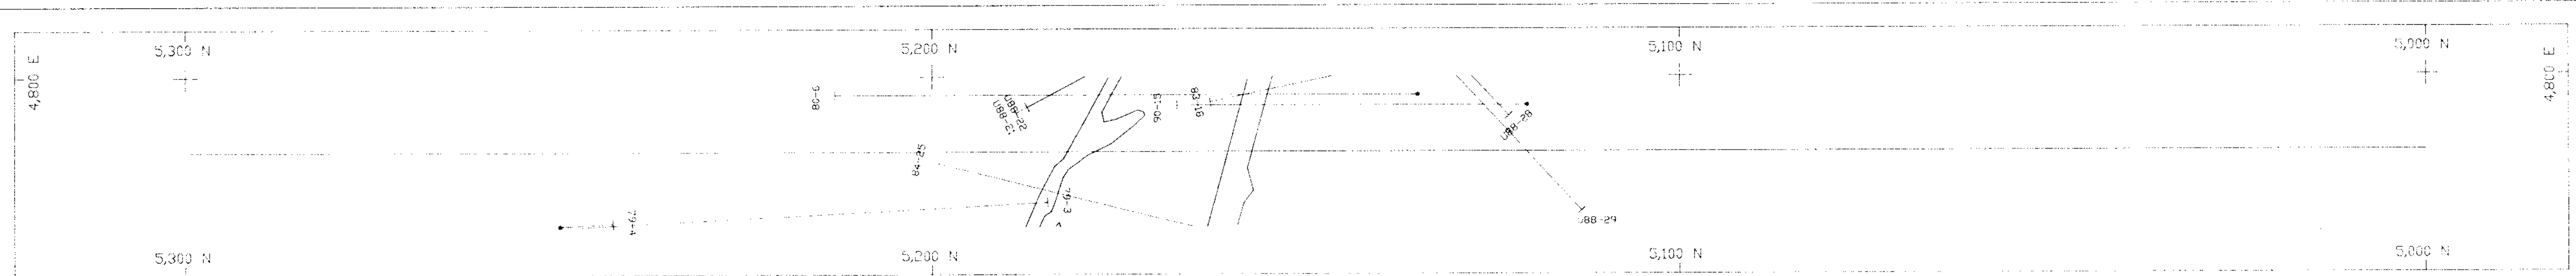 5,300 N
5,200 N
5,100 N
5,000 N
4,800 E
4,800 E
80-6
U88-22
U88-21
90-15
83-16
U88-28
84-25
79-3
79-4
U88-29
5,300 N
5,200 N
5,100 N
5,000 N